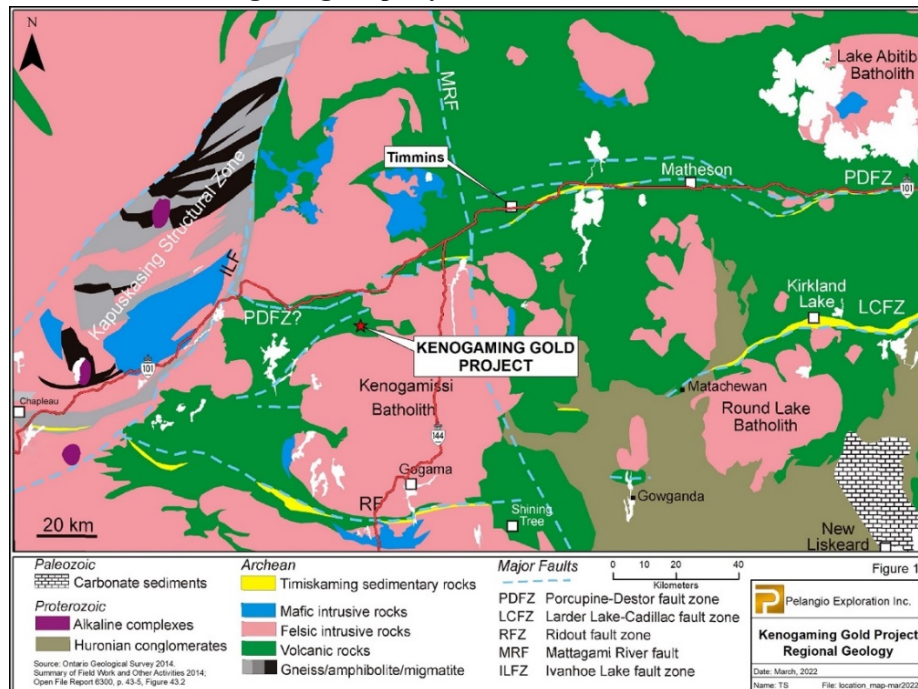 N
Lake Abitib
Batholith
MRF
Timmins
Matheson
PDFZ
101
Kapuskasing Structural Zone
ILF
Kirkland
Lake
LCFZ
PDFZ?
KENOGAMING GOLD
PROJECT
101
Kenogamissi
Batholith
Matachewan
Round Lake
Batholith
Chapleau
144
Gogama
Gowganda
RF
Shining
Tree
20 km
New
Liskeard
Paleozoic
Carbonate sediments
Proterozoic
Alkaline complexes
Huronian conglomerates
Source: Ontario Geological Survey 2014.
Summary of Field Work and Other Activities 2014;
Open File Report 6300, p. 43-5, Figure 43.2
Archean
Timiskaming sedimentary rocks
Mafic intrusive rocks
Felsic intrusive rocks
Volcanic rocks
Gneiss/amphibolite/migmatite
Major Faults
0 20 40
Kilometers
PDFZ Porcupine-Destor fault zone
LCFZ Larder Lake-Cadillac fault zone
RFZ Ridout fault zone
MRF Mattagami River fault
ILFZ Ivanhoe Lake fault zone
Figure 1
Pelangio Exploration Inc.
Kenogaming Gold Project
Regional Geology
Date: March, 2022
Name: TS File: location_map-mar2022